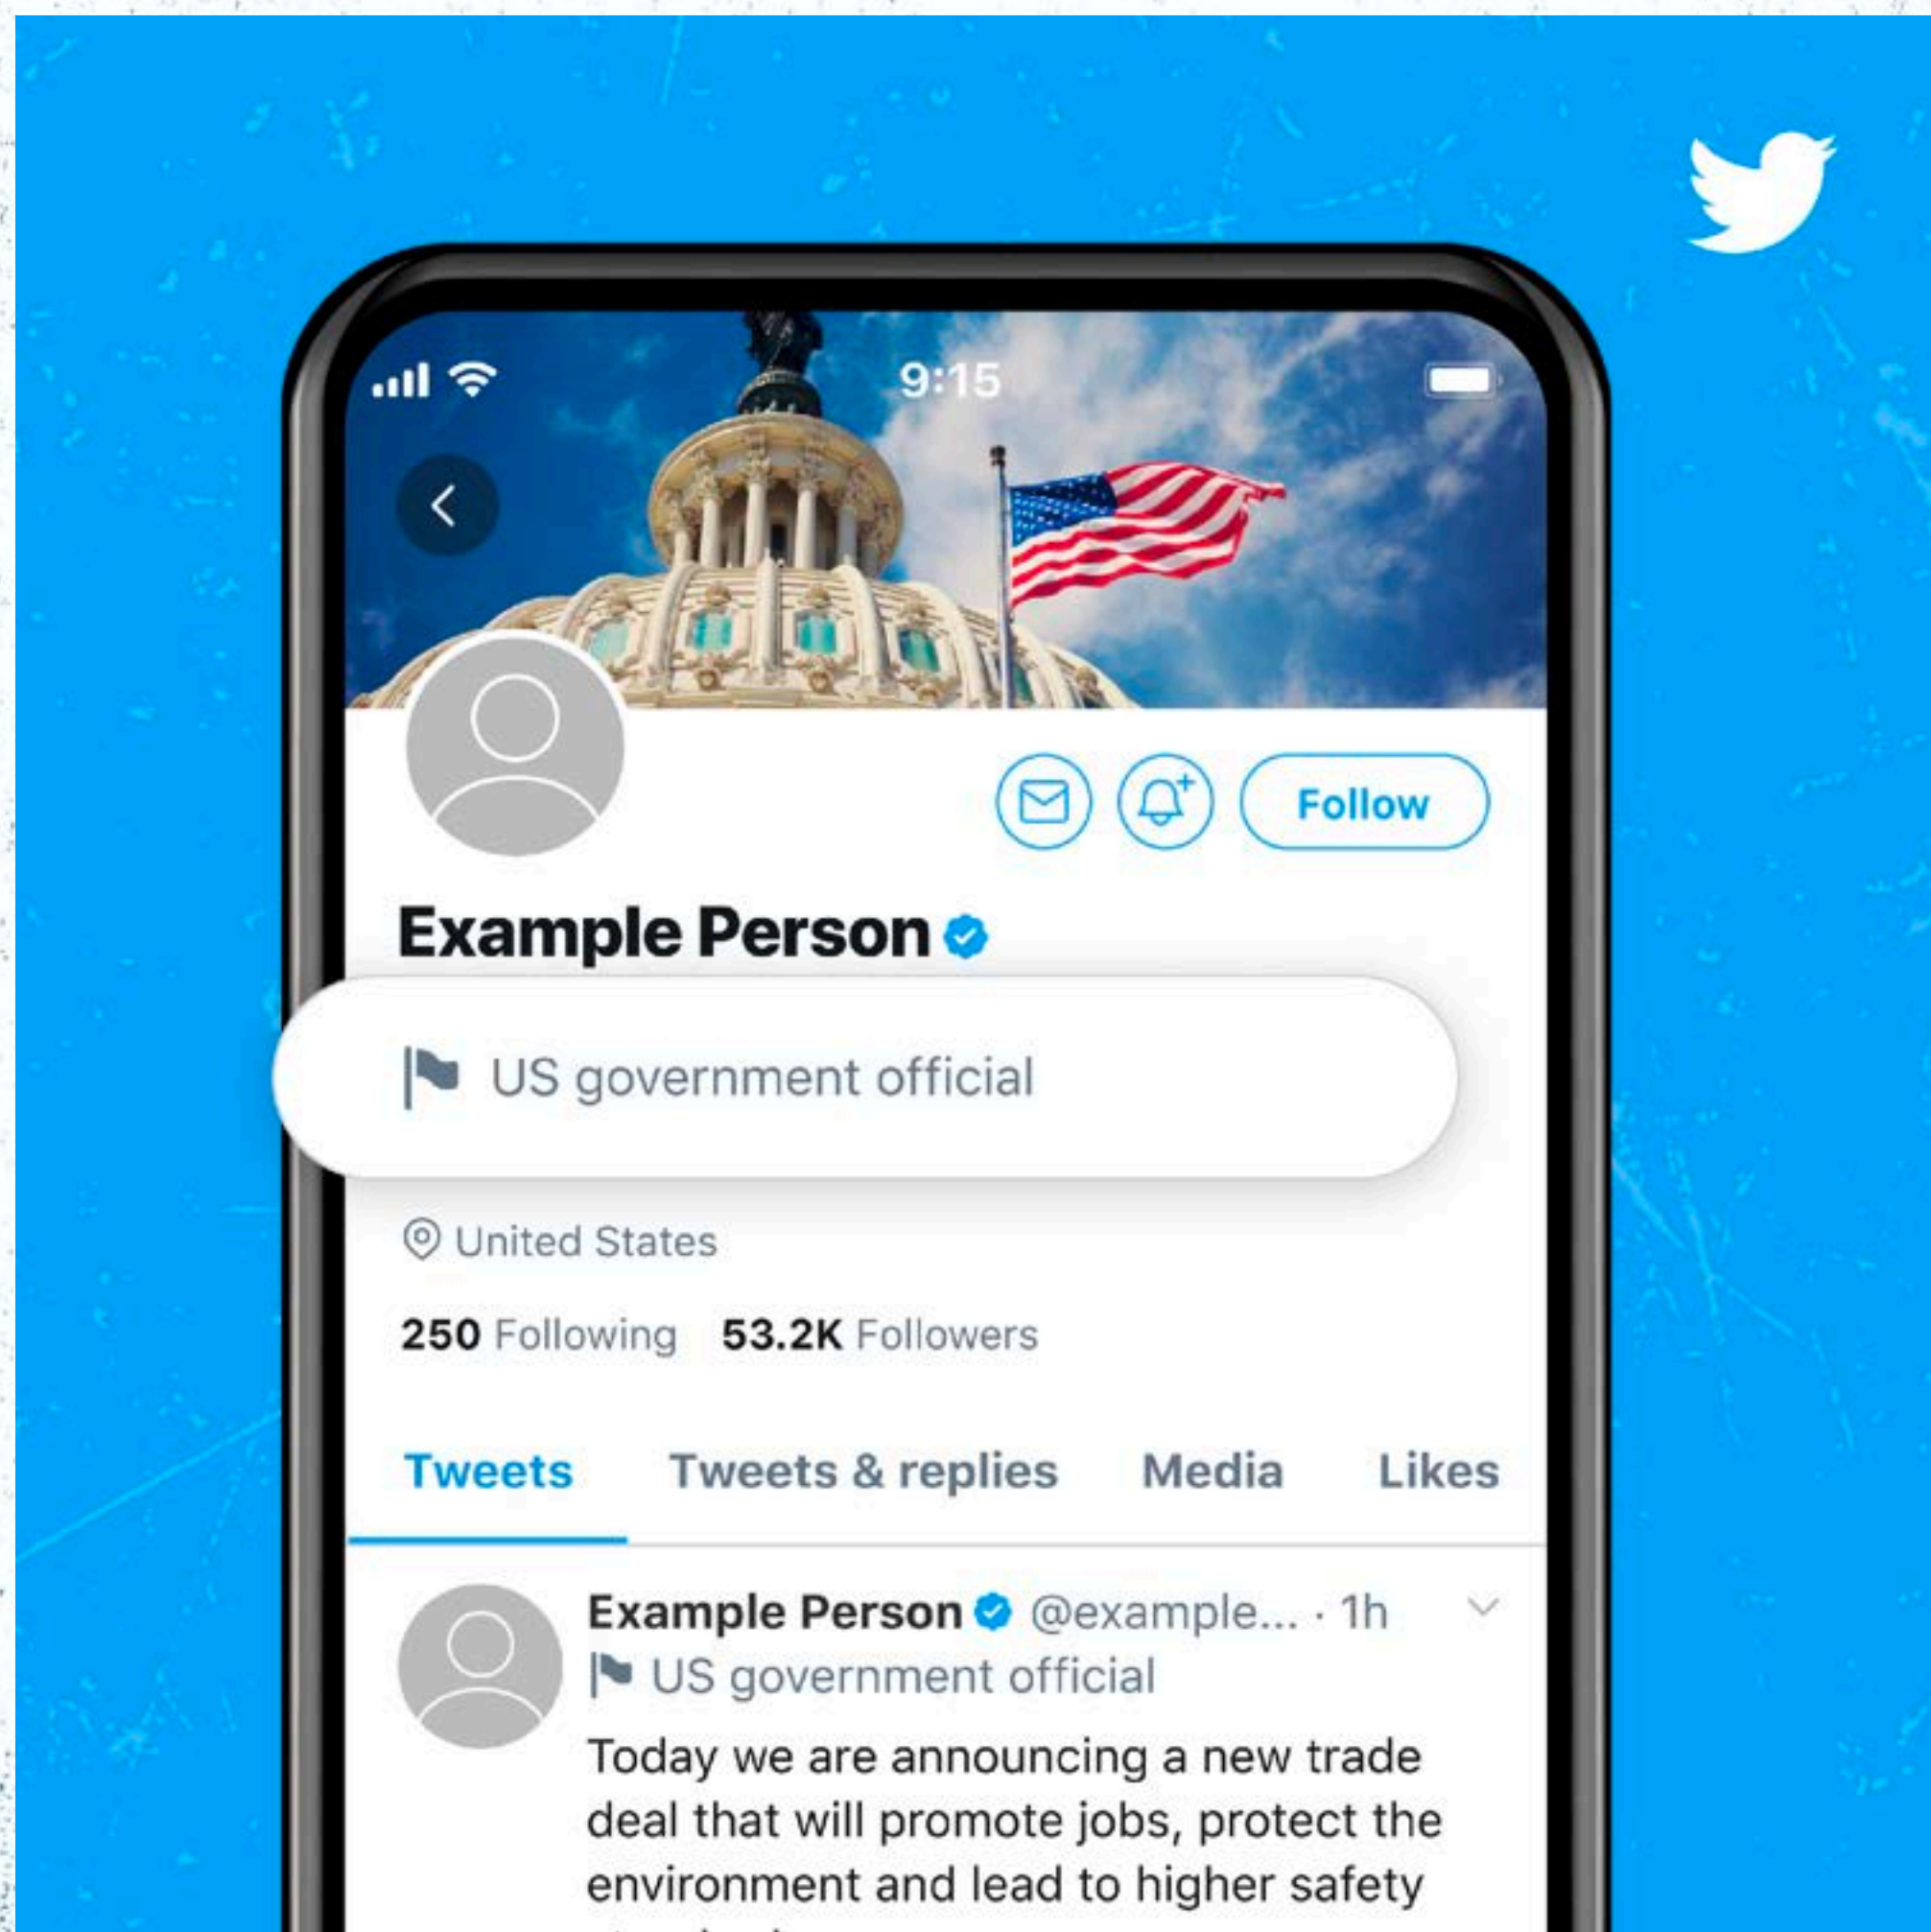 9:15
Follow
Example Person
US government official
United States
250 Following 53.2K Followers
Tweets Tweets & replies Media Likes
Example Person @example... · 1h
US government official
Today we are announcing a new trade
deal that will promote jobs, protect the
environment and lead to higher safety